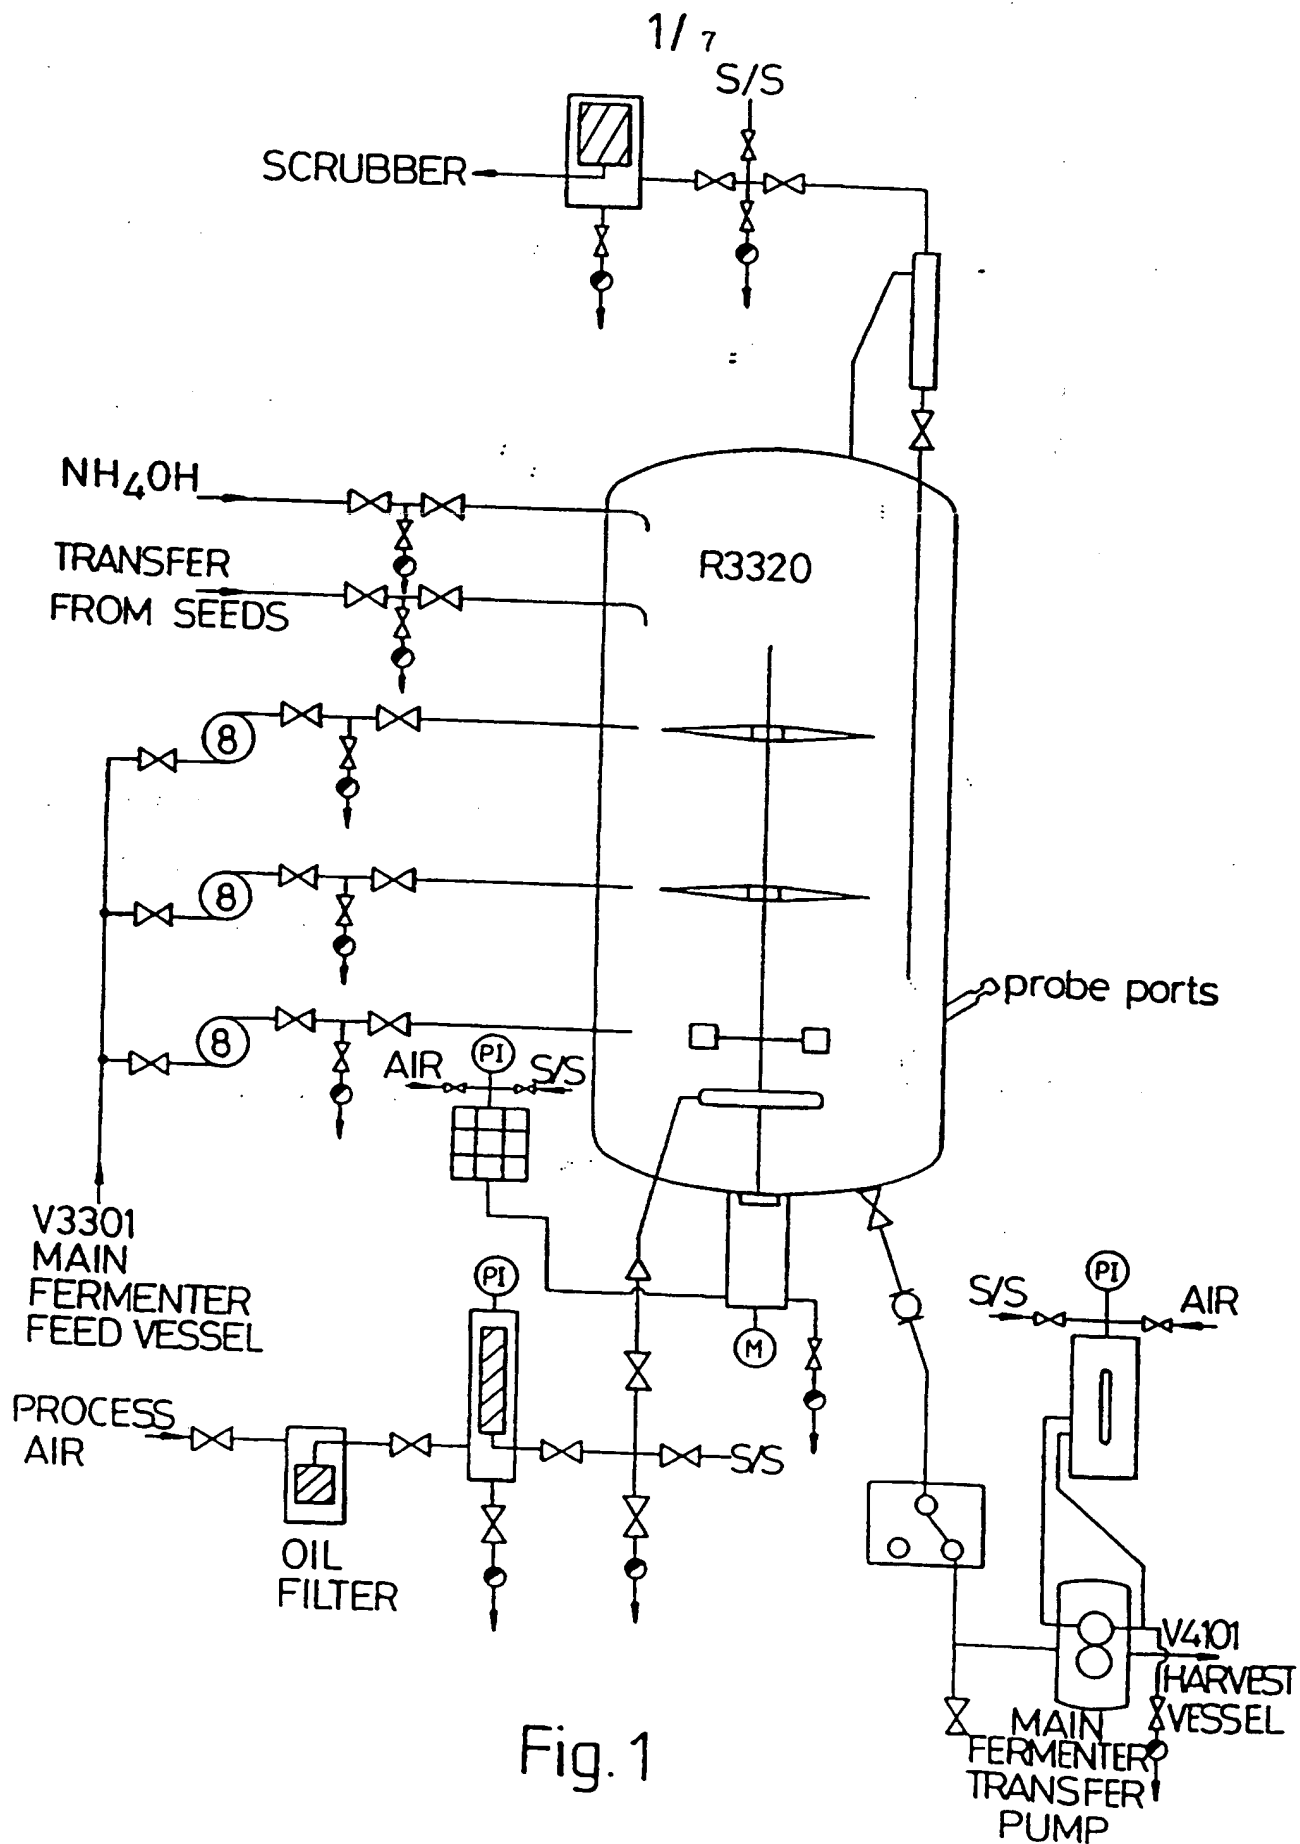 1/7
S/S
SCRUBBER
NH4OH
TRANSFER
FROM SEEDS
R3320
8
8
8
probe ports
PI
AIR
S/S
V3301
MAIN
FERMENTER
FEED VESSEL
PI
M
PI
S/S
AIR
PROCESS
AIR
S/S
OIL
FILTER
V4101
HARVEST
VESSEL
MAIN
FERMENTER
TRANSFER
PUMP
Fig. 1